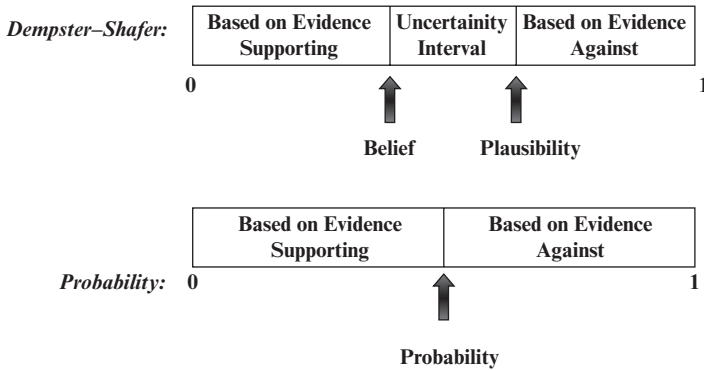 Dempster–Shafer:
Based on Evidence
Supporting
Uncertainity
Interval
Based on Evidence
Against
0
1
Belief
Plausibility
Based on Evidence
Supporting
Based on Evidence
Against
Probability:
0
1
Probability